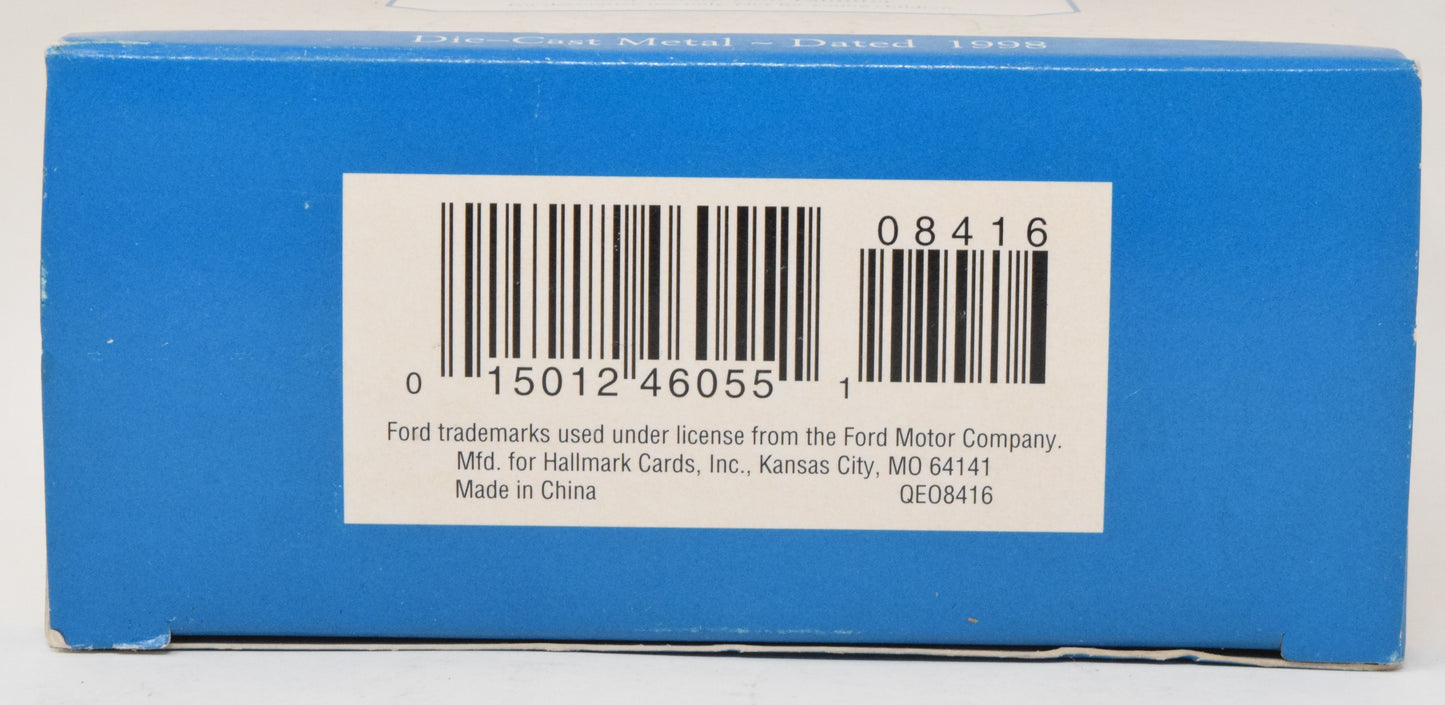 Die-Cast Metal ~ Dated 1998
08416
0 15012 46055 1
Ford trademarks used under license from the Ford Motor Company.
Mfd. for Hallmark Cards, Inc., Kansas City, MO 64141
Made in China QEO8416